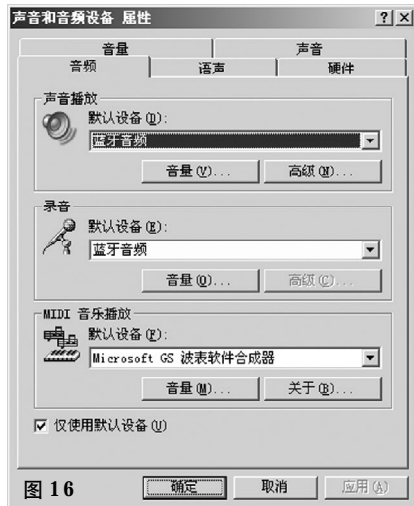 声音和音频设备 属性
音量
声音
音频
语声
硬件
声音播放
默认设备(D):
蓝牙音频
音量(V)...
高级(N)...
录音
默认设备(E):
蓝牙音频
音量(O)...
高级(C)...
MIDI 音乐播放
默认设备(F):
Microsoft GS 波表软件合成器
音量(M)...
关于(B)...
仅使用默认设备(U)
图16
确定
取消
应用(A)